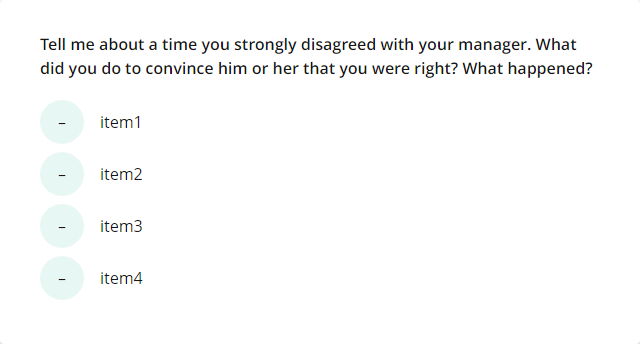 Tell me about a time you strongly disagreed with your manager. What
did you do to convince him or her that you were right? What happened?
– item1
– item2
– item3
– item4